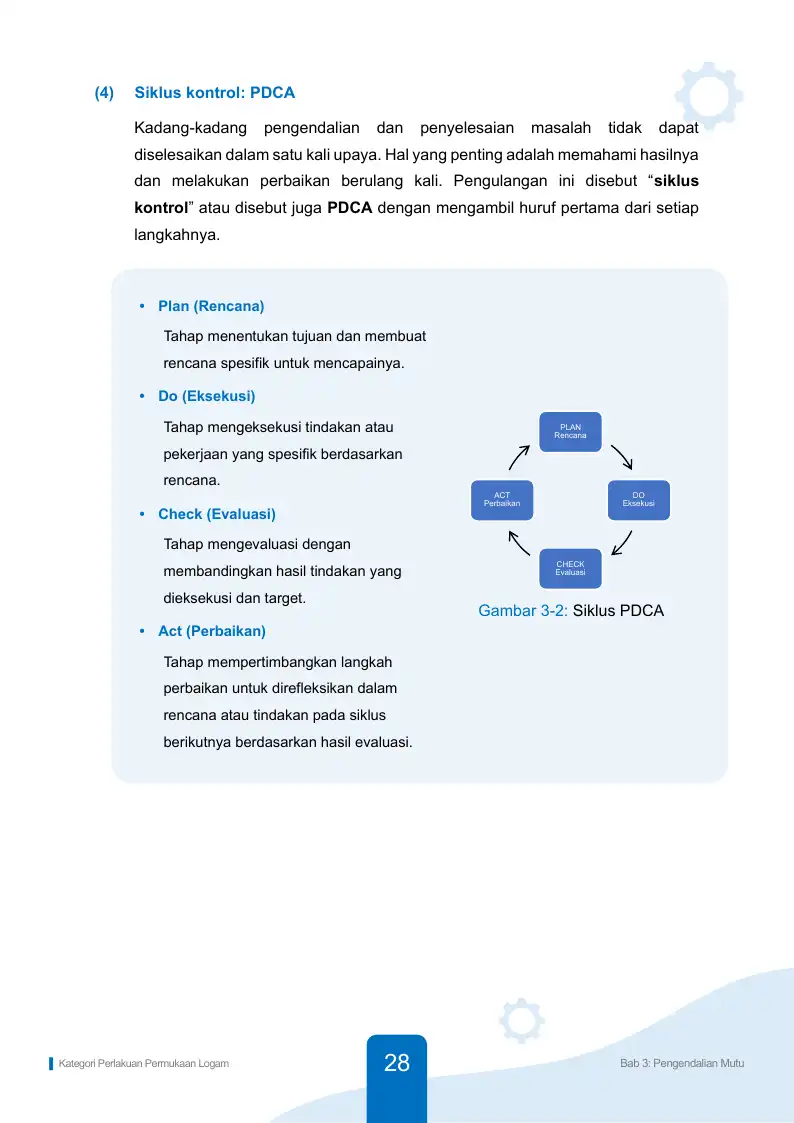 (4) Siklus kontrol: PDCA
Kadang-kadang pengendalian dan penyelesaian masalah tidak dapat
diselesaikan dalam satu kali upaya. Hal yang penting adalah memahami hasilnya
dan melakukan perbaikan berulang kali. Pengulangan ini disebut “siklus
kontrol” atau disebut juga PDCA dengan mengambil huruf pertama dari setiap
langkahnya.
• Plan (Rencana)
Tahap menentukan tujuan dan membuat
rencana spesifik untuk mencapainya.
• Do (Eksekusi)
Tahap mengeksekusi tindakan atau
pekerjaan yang spesifik berdasarkan
rencana.
• Check (Evaluasi)
Tahap mengevaluasi dengan
membandingkan hasil tindakan yang
dieksekusi dan target.
• Act (Perbaikan)
Tahap mempertimbangkan langkah
perbaikan untuk direfleksikan dalam
rencana atau tindakan pada siklus
berikutnya berdasarkan hasil evaluasi.
PLAN
Rencana
DO
Eksekusi
CHECK
Evaluasi
ACT
Perbaikan
Gambar 3-2: Siklus PDCA
Kategori Perlakuan Permukaan Logam
28
Bab 3: Pengendalian Mutu